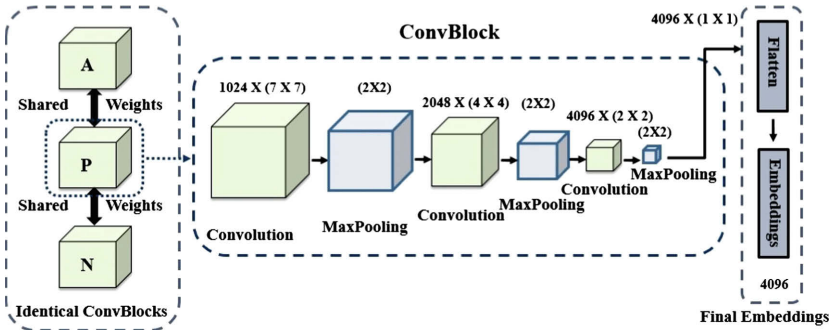 A
Shared Weights
P
Shared Weights
N
Identical ConvBlocks
ConvBlock
1024 X (7 X 7)
Convolution
(2X2)
MaxPooling
2048 X (4 X 4)
Convolution
(2X2)
MaxPooling
4096 X (2 X 2)
Convolution
(2X2)
MaxPooling
4096 X (1 X 1)
Flatten
Embeddings
4096
Final Embeddings